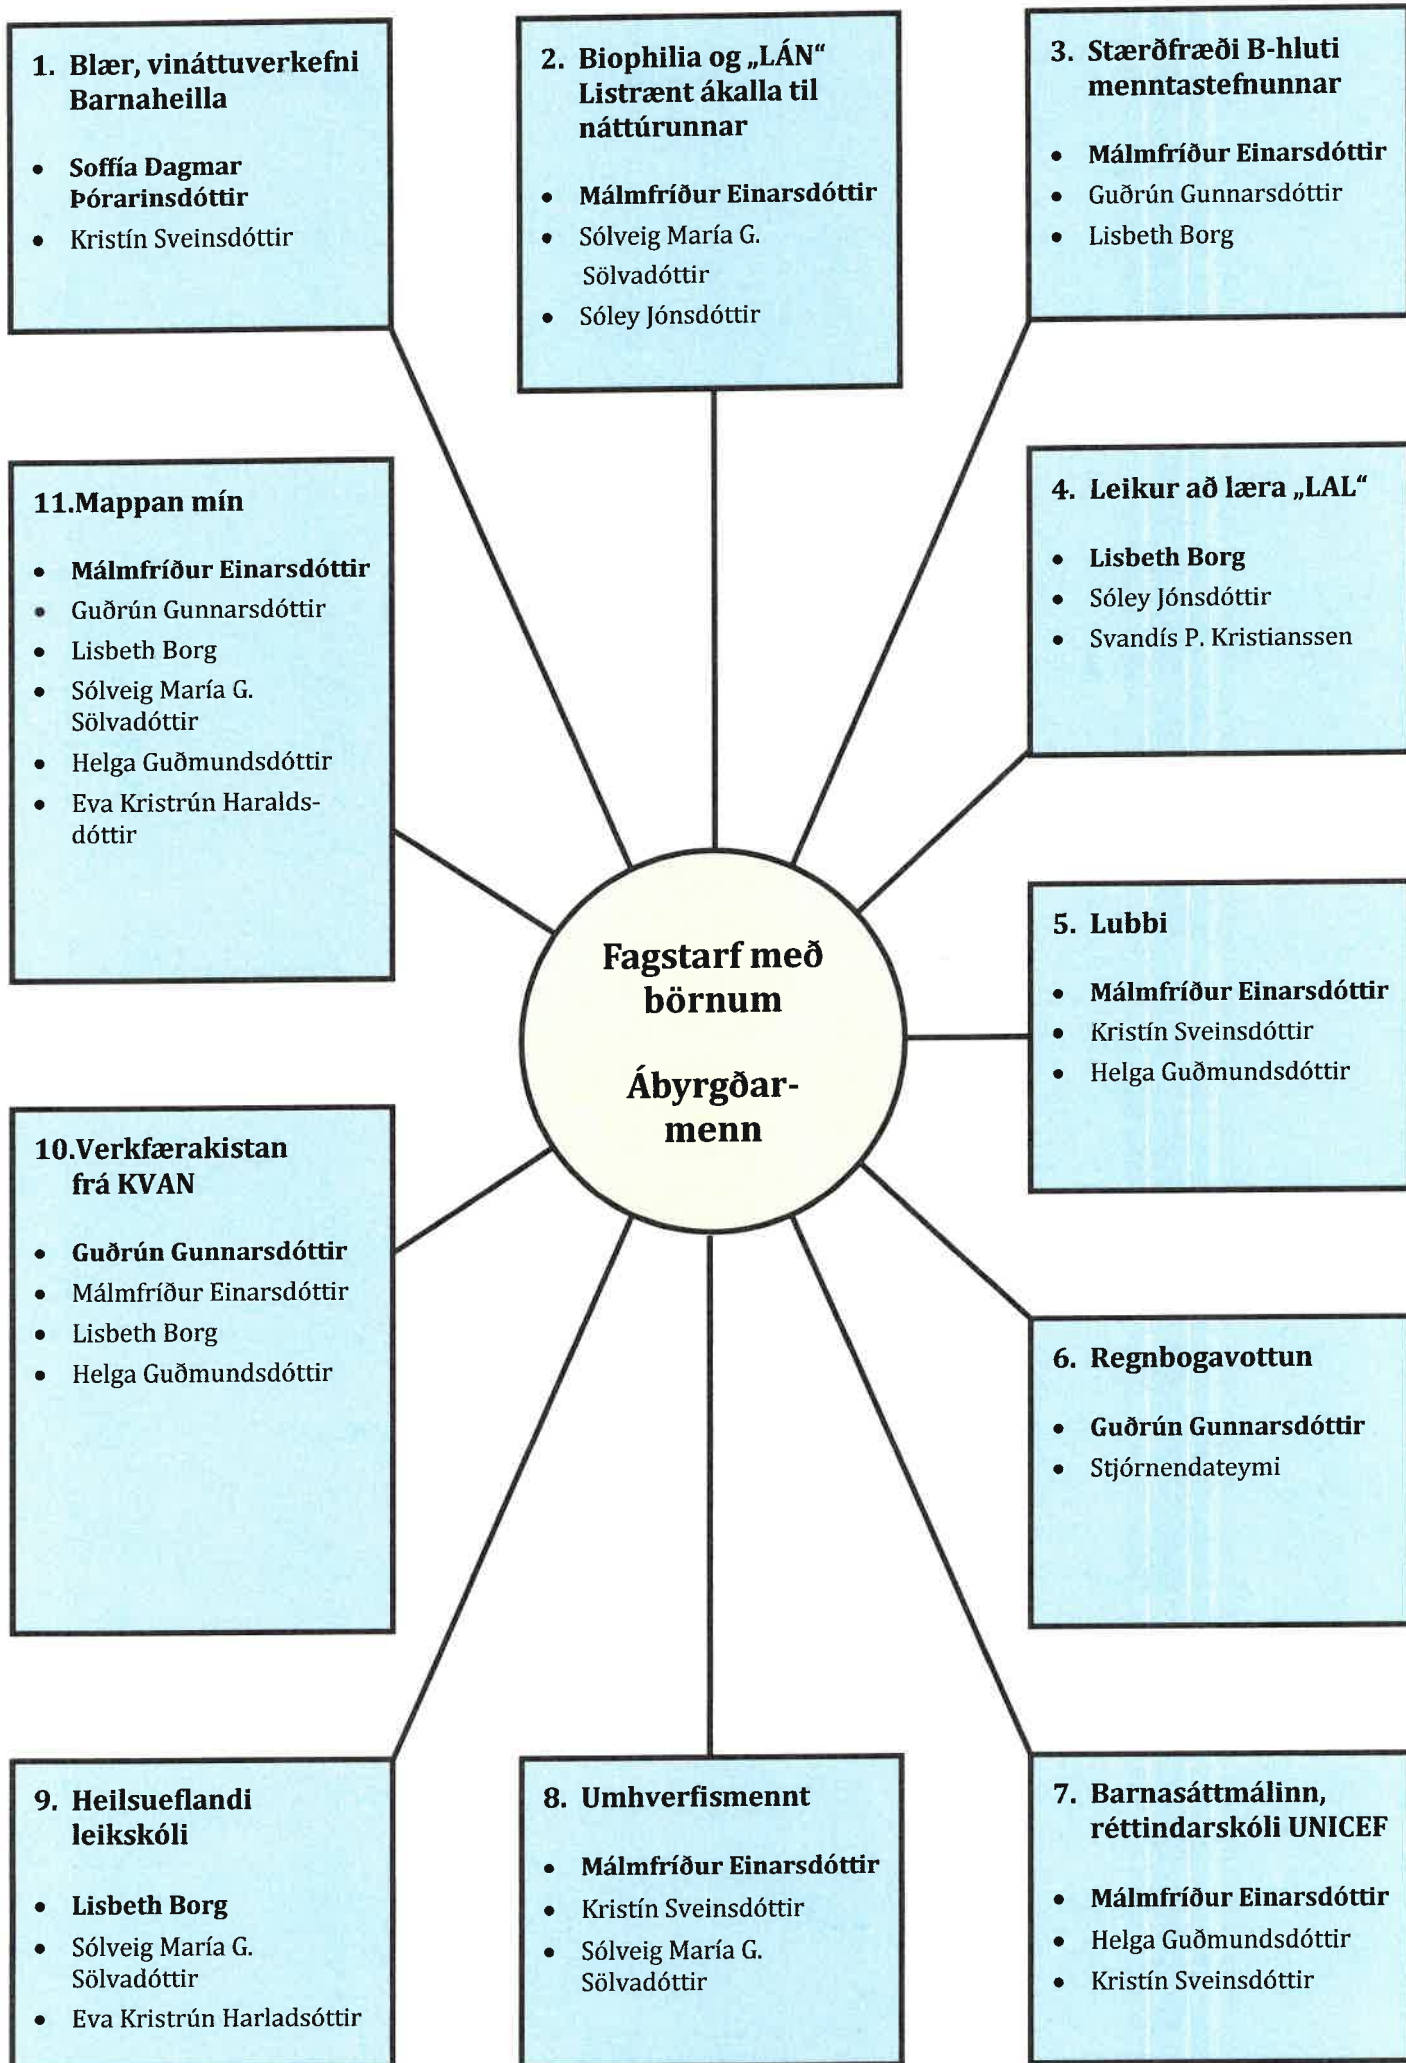 1. Blær, vináttuverkefni
Barnaheilla
• Soffía Dagmar
Þórarinsdóttir
• Kristín Sveinsdóttir
2. Biophilia og „LÁN“
Listrænt ákalla til
náttúrunnar
• Málmfríður Einarsdóttir
• Sólveig María G.
Sölvadóttir
• Sóley Jónsdóttir
3. Stærðfræði B-hluti
menntastefnunnar
• Málmfríður Einarsdóttir
• Guðrún Gunnarsdóttir
• Lisbeth Borg
4. Leikur að læra „LAL“
• Lisbeth Borg
• Sóley Jónsdóttir
• Svandís P. Kristianssen
5. Lubbi
• Málmfríður Einarsdóttir
• Kristín Sveinsdóttir
• Helga Guðmundsdóttir
6. Regnbogavottun
• Guðrún Gunnarsdóttir
• Stjórnendateymi
7. Barnasáttmálinn,
réttindarskóli UNICEF
• Málmfríður Einarsdóttir
• Helga Guðmundsdóttir
• Kristín Sveinsdóttir
8. Umhverfismennt
• Málmfríður Einarsdóttir
• Kristín Sveinsdóttir
• Sólveig María G.
Sölvadóttir
9. Heilsueflandi
leikskóli
• Lisbeth Borg
• Sólveig María G.
Sölvadóttir
• Eva Kristrún Harladsóttir
10.Verkfærakistan
frá KVAN
• Guðrún Gunnarsdóttir
• Málmfríður Einarsdóttir
• Lisbeth Borg
• Helga Guðmundsdóttir
11.Mappan mín
• Málmfríður Einarsdóttir
• Guðrún Gunnarsdóttir
• Lisbeth Borg
• Sólveig María G.
Sölvadóttir
• Helga Guðmundsdóttir
• Eva Kristrún Haralds-
dóttir
Fagstarf með
börnum
Ábyrgðar-
menn